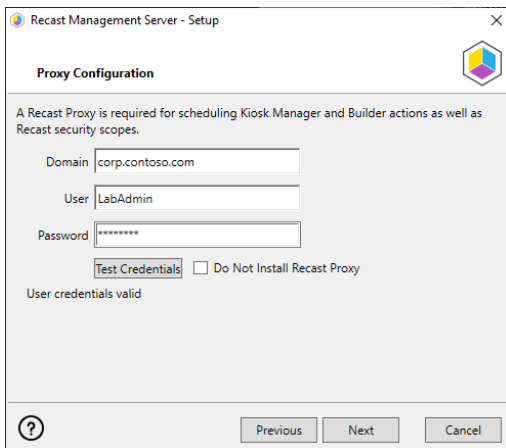 Recast Management Server - Setup
Proxy Configuration
A Recast Proxy is required for scheduling Kiosk Manager and Builder actions as well as
Recast security scopes.
Domain corp.contoso.com
User LabAdmin
Password ********
Test Credentials Do Not Install Recast Proxy
User credentials valid
? Previous Next Cancel